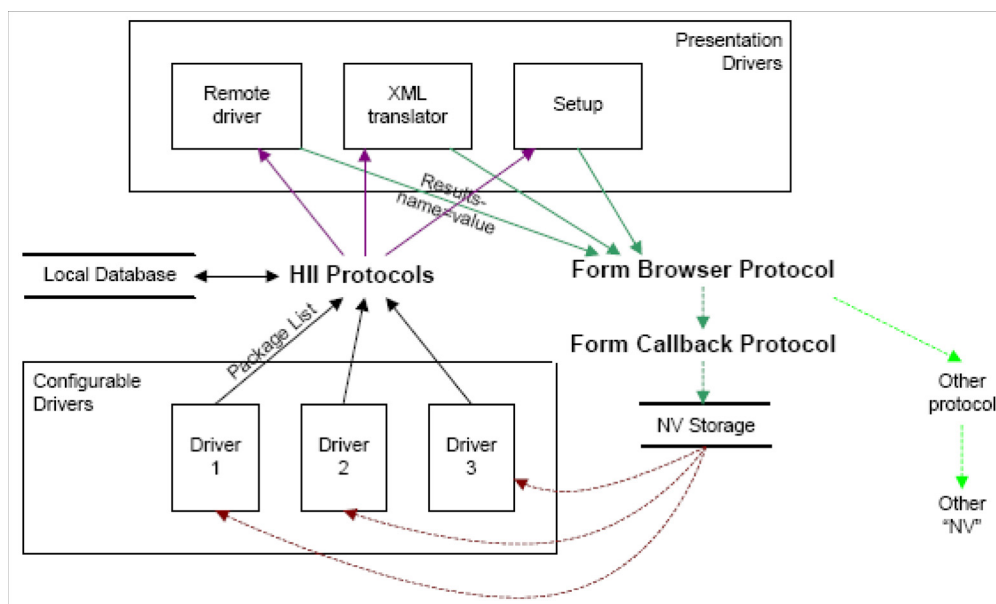 Presentation
Drivers
Remote
driver
XML
translator
Setup
Results-
name=value
Local Database
HII Protocols
Form Browser Protocol
Package List
Form Callback Protocol
Configurable
Drivers
Other
protocol
Driver
1
Driver
2
Driver
3
NV Storage
Other
“NV”